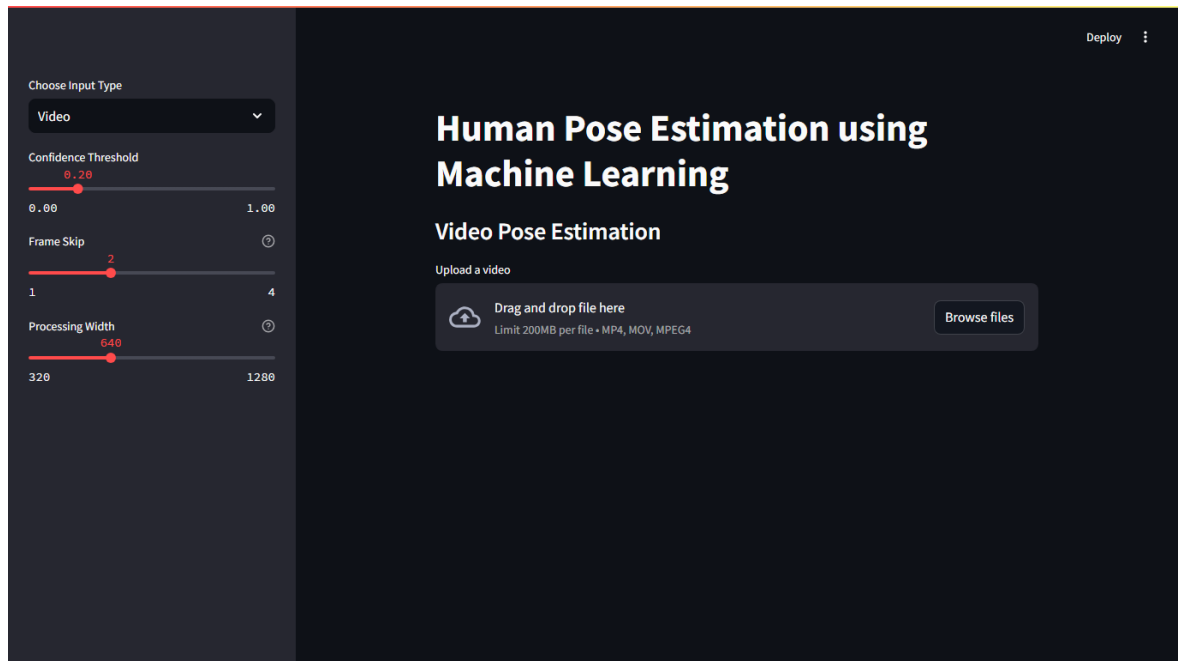 Deploy
Choose Input Type
Video
Confidence Threshold
0.20
0.00 1.00
Frame Skip
2
1 4
Processing Width
640
320 1280
Human Pose Estimation using
Machine Learning
Video Pose Estimation
Upload a video
Drag and drop file here
Limit 200MB per file • MP4, MOV, MPEG4
Browse files